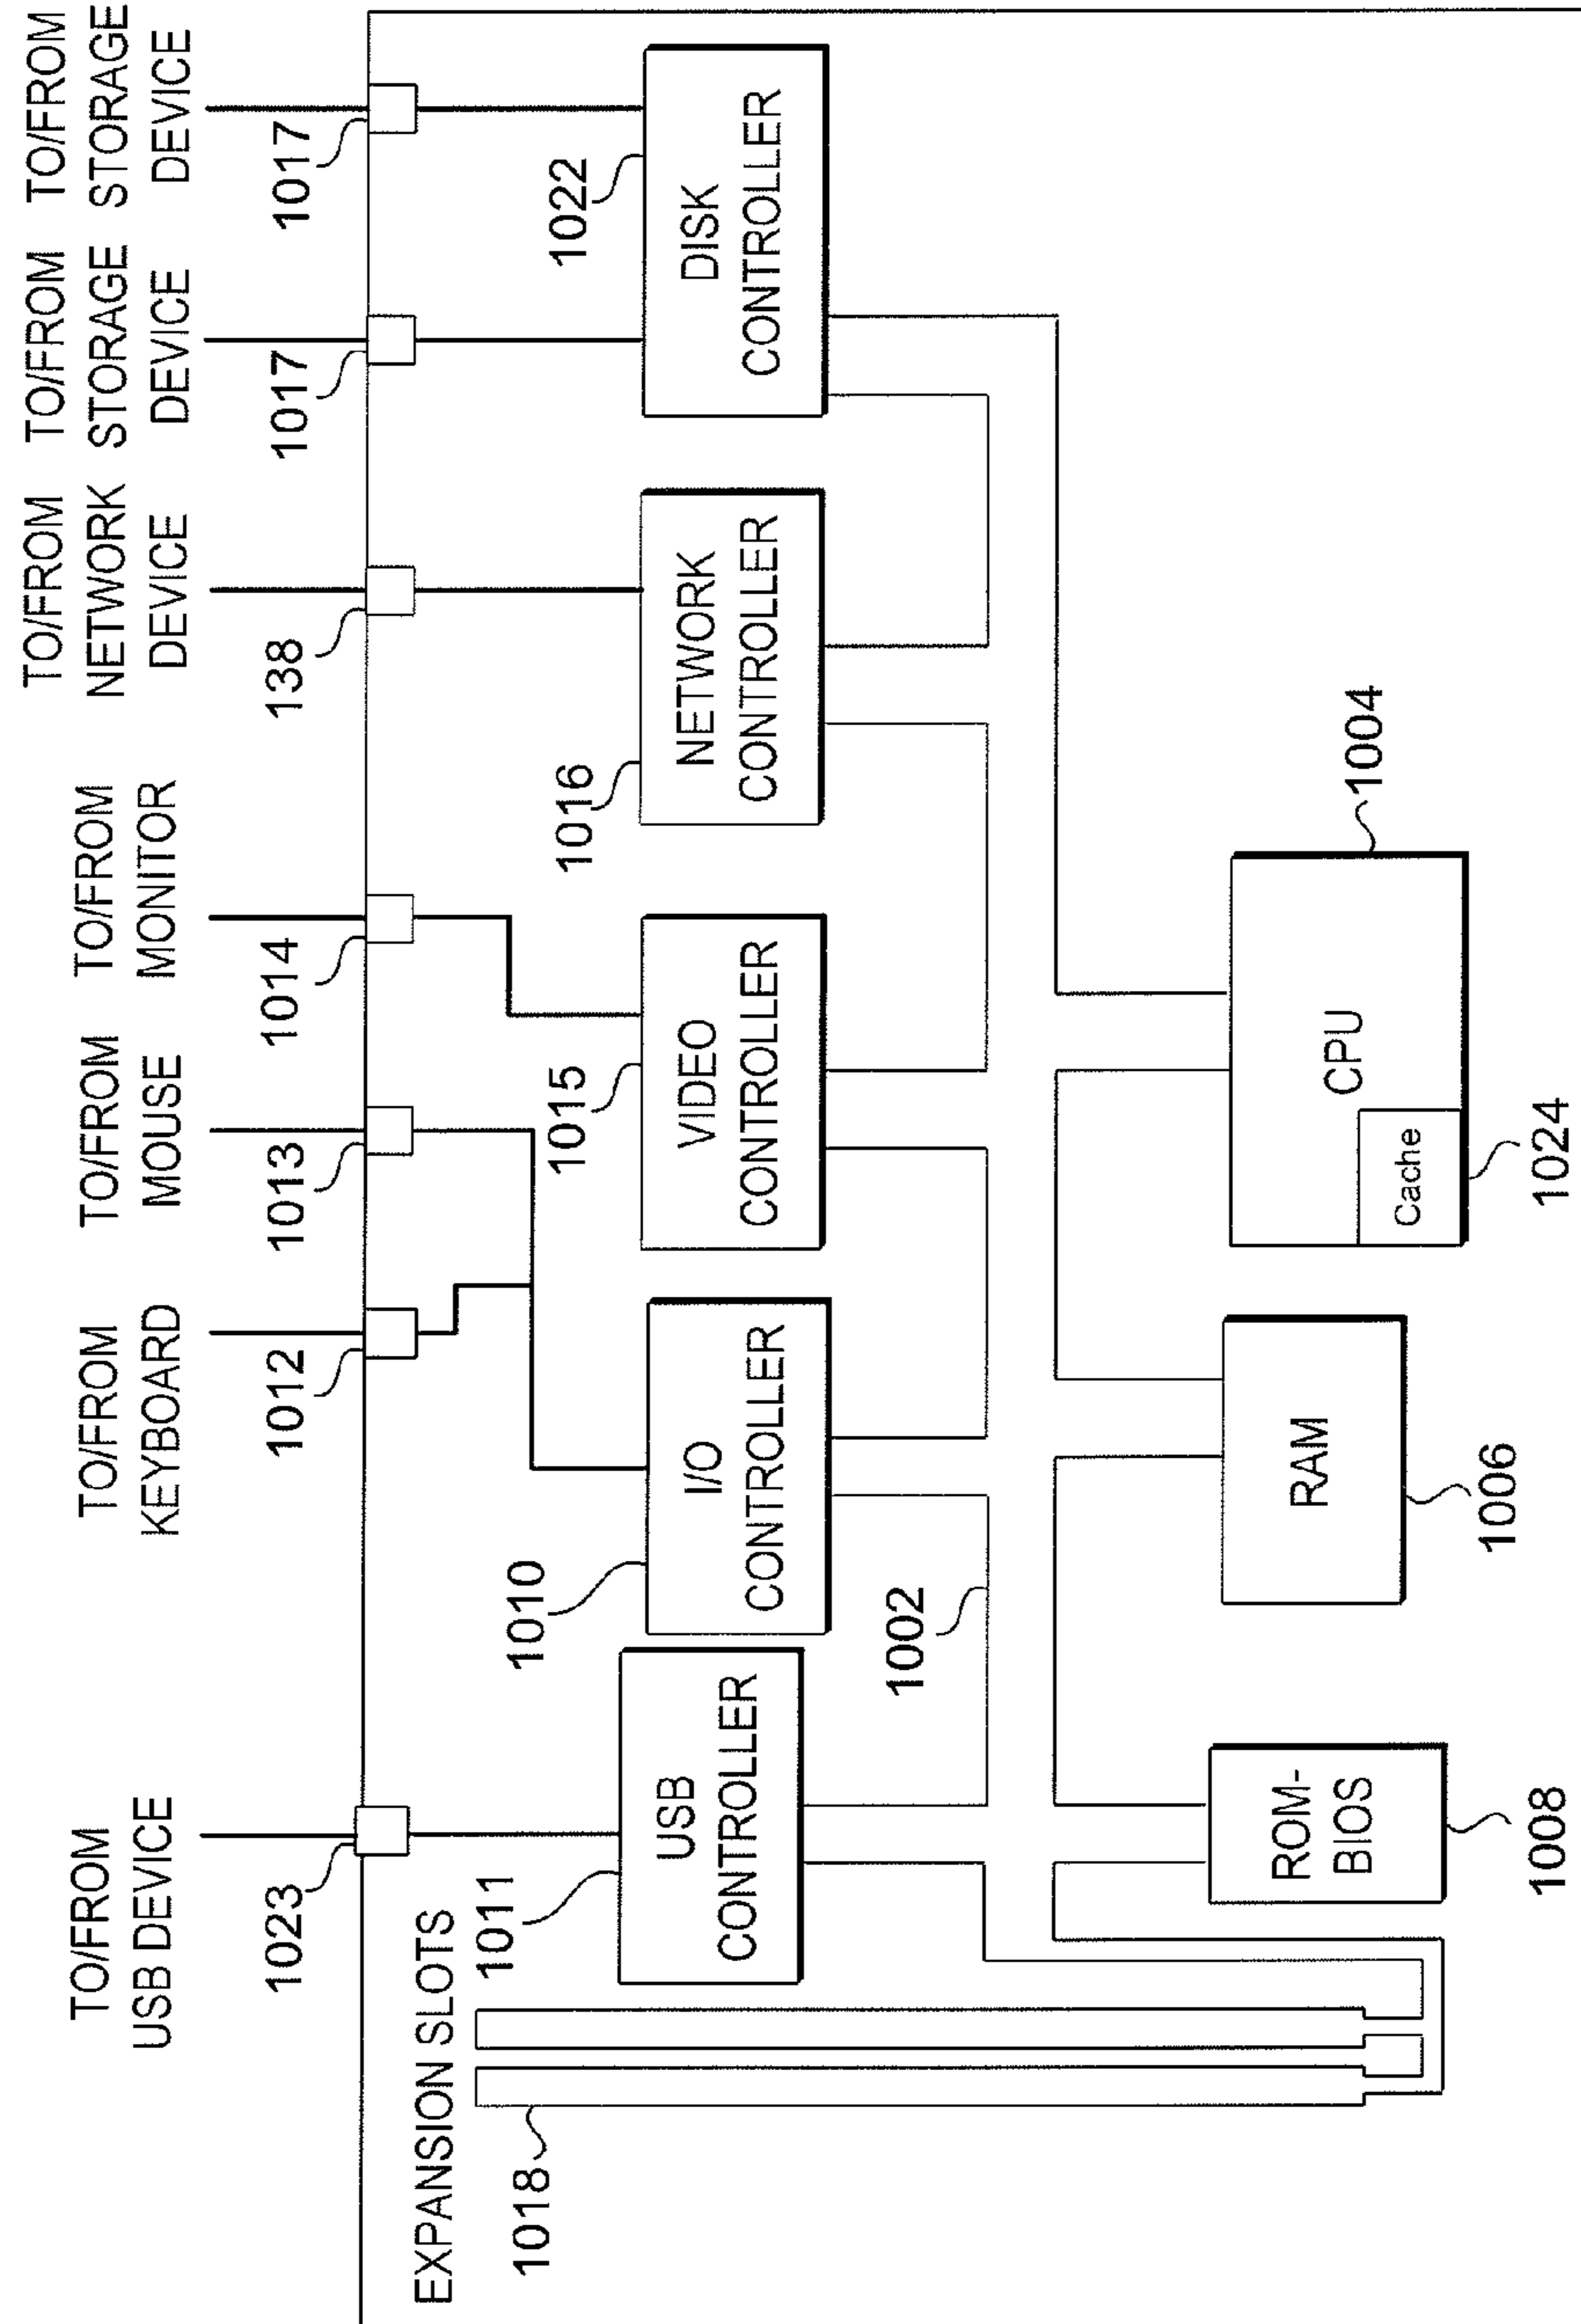 TO/FROM
USB DEVICE
TO/FROM
KEYBOARD
TO/FROM
MOUSE
TO/FROM
MONITOR
TO/FROM
NETWORK
DEVICE
TO/FROM
STORAGE
DEVICE
TO/FROM
STORAGE
DEVICE
1023
1012
1013
1014
138
1017
1017
EXPANSION SLOTS
1018
1011
USB
CONTROLLER
1010
I/O
CONTROLLER
1015
VIDEO
CONTROLLER
1016
NETWORK
CONTROLLER
1022
DISK
CONTROLLER
1002
ROM-
BIOS
1008
RAM
1006
CPU
Cache
1004
1024